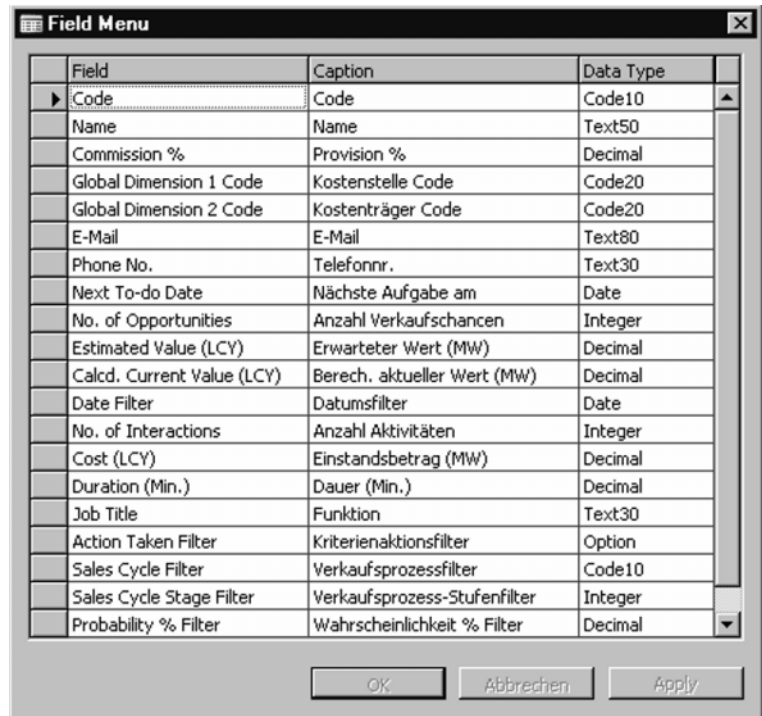 Field Menu
Field Caption Data Type
Code Code Code10
Name Name Text50
Commission % Provision % Decimal
Global Dimension 1 Code Kostenstelle Code Code20
Global Dimension 2 Code Kostenträger Code Code20
E-Mail E-Mail Text80
Phone No. Telefonnr. Text30
Next To-do Date Nächste Aufgabe am Date
No. of Opportunities Anzahl Verkaufschancen Integer
Estimated Value (LCY) Erwarteter Wert (MW) Decimal
Calcd. Current Value (LCY) Berech. aktueller Wert (MW) Decimal
Date Filter Datumsfilter Date
No. of Interactions Anzahl Aktivitäten Integer
Cost (LCY) Einstandsbetrag (MW) Decimal
Duration (Min.) Dauer (Min.) Decimal
Job Title Funktion Text30
Action Taken Filter Kriterienaktionsfilter Option
Sales Cycle Filter Verkaufsprozessfilter Code10
Sales Cycle Stage Filter Verkaufsprozess-Stufenfilter Integer
Probability % Filter Wahrscheinlichkeit % Filter Decimal
OK Abbrechen Apply